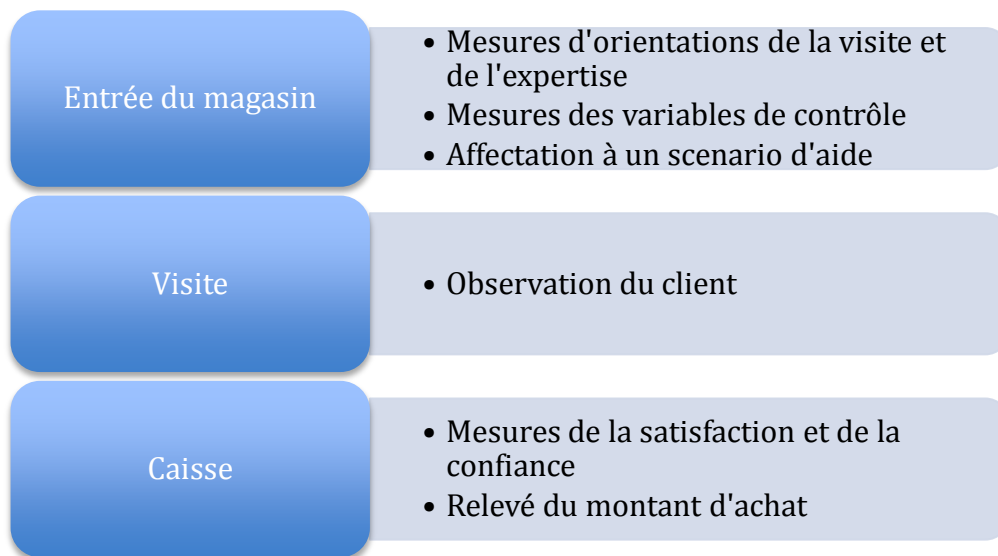 Entrée du magasin
• Mesures d'orientations de la visite et
de l'expertise
• Mesures des variables de contrôle
• Affectation à un scenario d'aide
Visite
• Observation du client
Caisse
• Mesures de la satisfaction et de la
confiance
• Relevé du montant d'achat